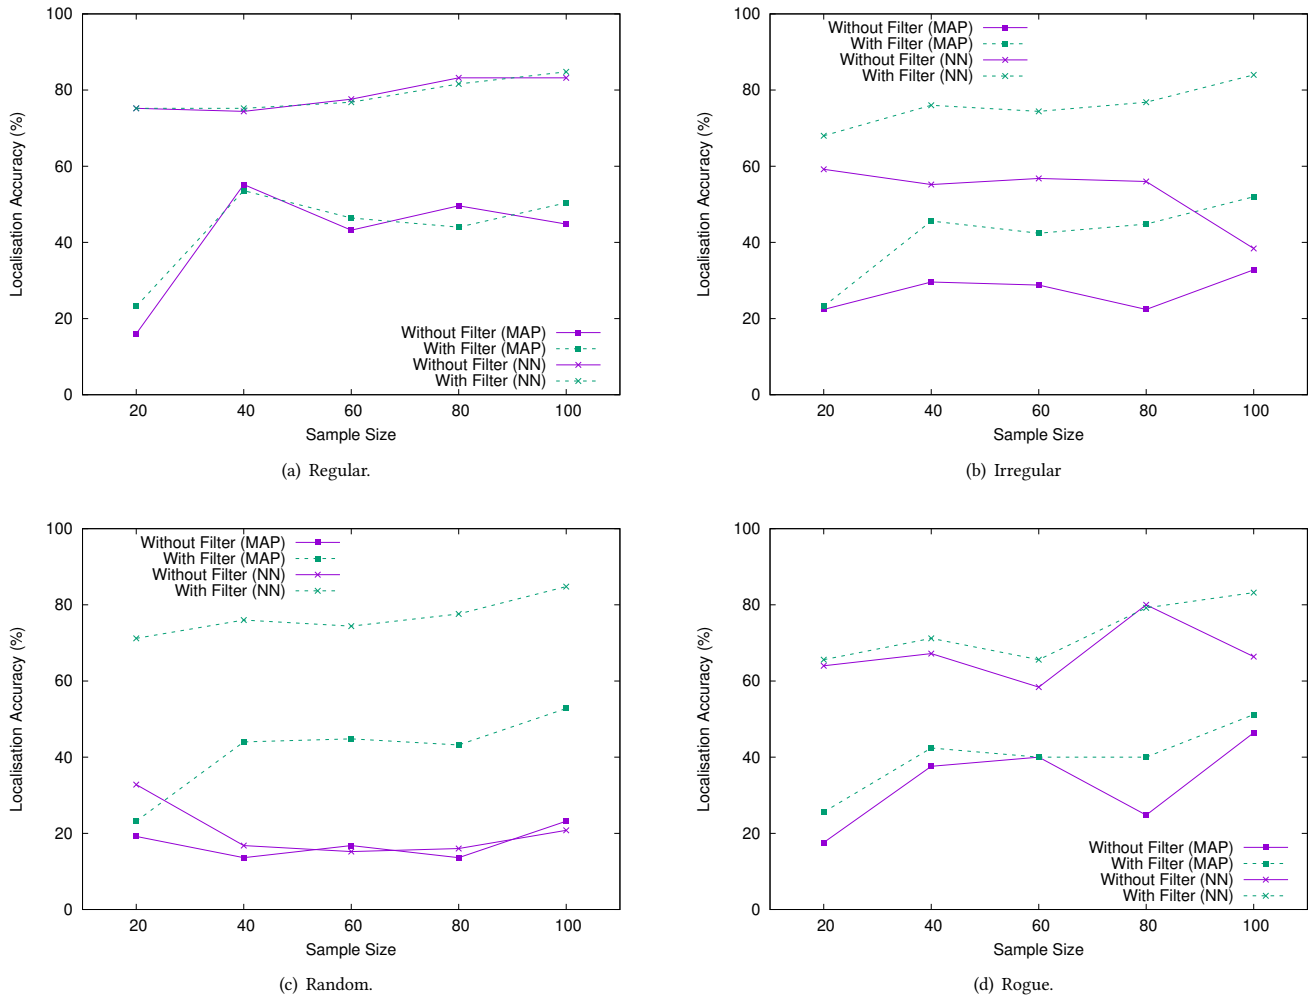 100
80
60
40
20
0
Localisation Accuracy (%)
Without Filter (MAP)
With Filter (MAP)
Without Filter (NN)
With Filter (NN)
20 40 60 80 100
Sample Size
(a) Regular.
100
80
60
40
20
0
Localisation Accuracy (%)
Without Filter (MAP)
With Filter (MAP)
Without Filter (NN)
With Filter (NN)
20 40 60 80 100
Sample Size
(b) Irregular
100
80
60
40
20
0
Localisation Accuracy (%)
Without Filter (MAP)
With Filter (MAP)
Without Filter (NN)
With Filter (NN)
20 40 60 80 100
Sample Size
(c) Random.
100
80
60
40
20
0
Localisation Accuracy (%)
Without Filter (MAP)
With Filter (MAP)
Without Filter (NN)
With Filter (NN)
20 40 60 80 100
Sample Size
(d) Rogue.